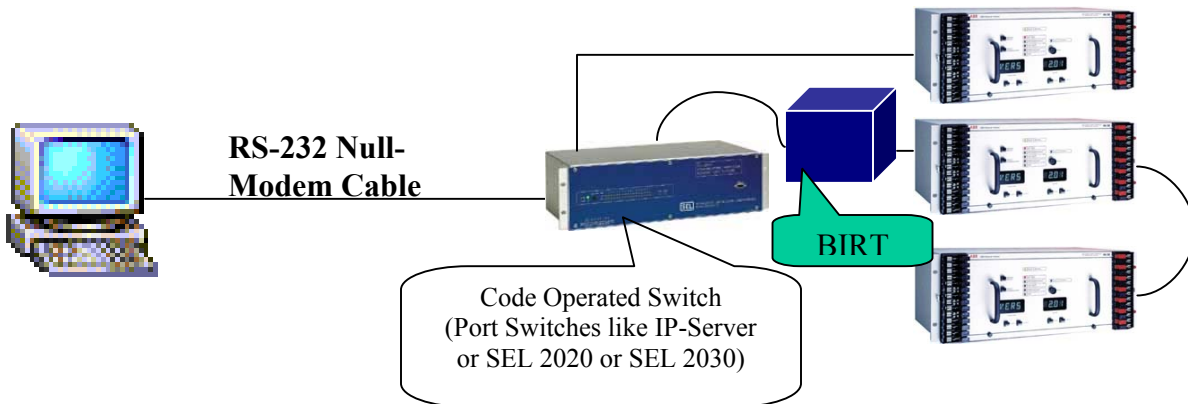 RS-232 Null-
Modem Cable
SEL
BIRT
Code Operated Switch
(Port Switches like IP-Server
or SEL 2020 or SEL 2030)